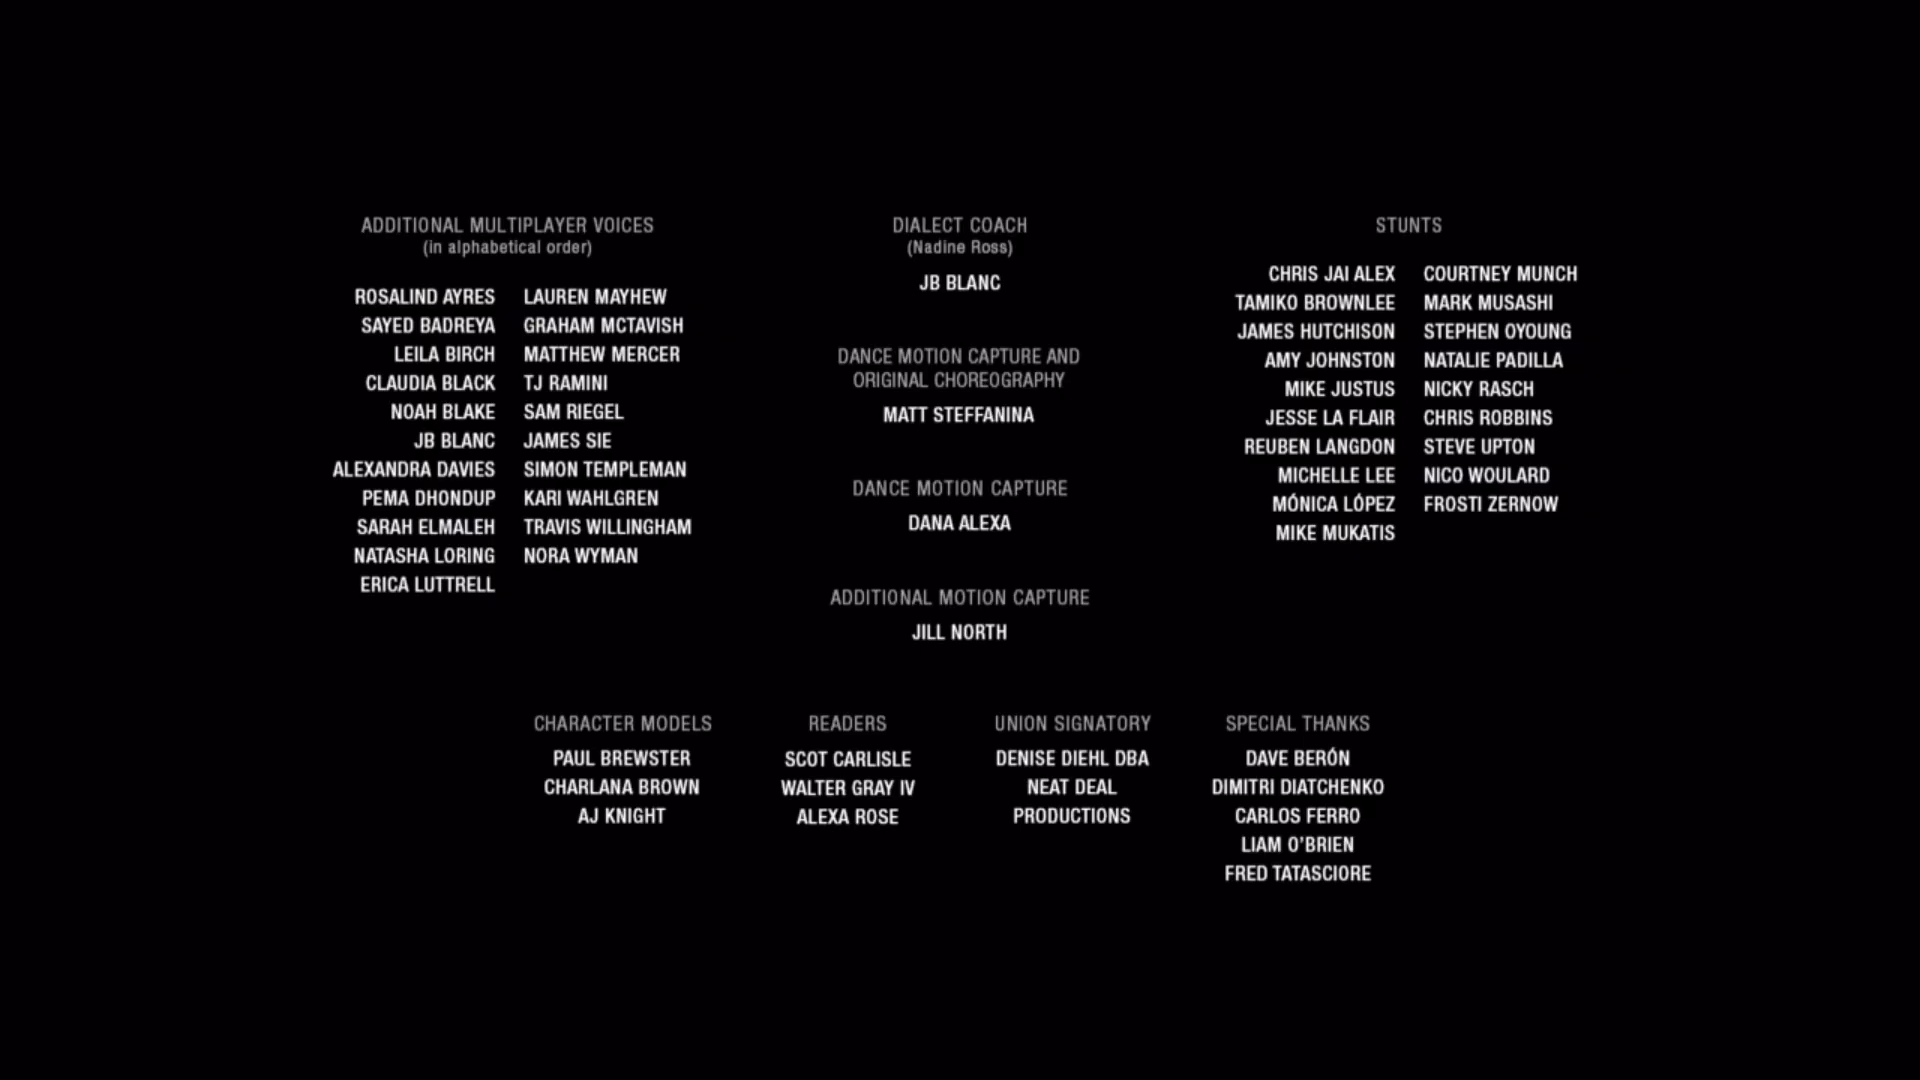 ADDITIONAL MULTIPLAYER VOICES
(in alphabetical order)
ROSALIND AYRES
SAYED BADREYA
LEILA BIRCH
CLAUDIA BLACK
NOAH BLAKE
JB BLANC
ALEXANDRA DAVIES
PEMA DHONDUP
SARAH ELMALEH
NATASHA LORING
ERICA LUTTRELL
LAUREN MAYHEW
GRAHAM MCTAVISH
MATTHEW MERCER
TJ RAMINI
SAM RIEGEL
JAMES SIE
SIMON TEMPLEMAN
KARI WAHLGREN
TRAVIS WILLINGHAM
NORA WYMAN
DIALECT COACH
(Nadine Ross)
JB BLANC
DANCE MOTION CAPTURE AND
ORIGINAL CHOREOGRAPHY
MATT STEFFANINA
DANCE MOTION CAPTURE
DANA ALEXA
ADDITIONAL MOTION CAPTURE
JILL NORTH
STUNTS
CHRIS JAI ALEX
TAMIKO BROWNLEE
JAMES HUTCHISON
AMY JOHNSTON
MIKE JUSTUS
JESSE LA FLAIR
REUBEN LANGDON
MICHELLE LEE
MÓNICA LÓPEZ
MIKE MUKATIS
COURTNEY MUNCH
MARK MUSASHI
STEPHEN OYOUNG
NATALIE PADILLA
NICKY RASCH
CHRIS ROBBINS
STEVE UPTON
NICO WOULARD
FROSTI ZERNOW
CHARACTER MODELS
PAUL BREWSTER
CHARLANA BROWN
AJ KNIGHT
READERS
SCOT CARLISLE
WALTER GRAY IV
ALEXA ROSE
UNION SIGNATORY
DENISE DIEHL DBA
NEAT DEAL
PRODUCTIONS
SPECIAL THANKS
DAVE BERÓN
DIMITRI DIATCHENKO
CARLOS FERRO
LIAM O'BRIEN
FRED TATASCIORE